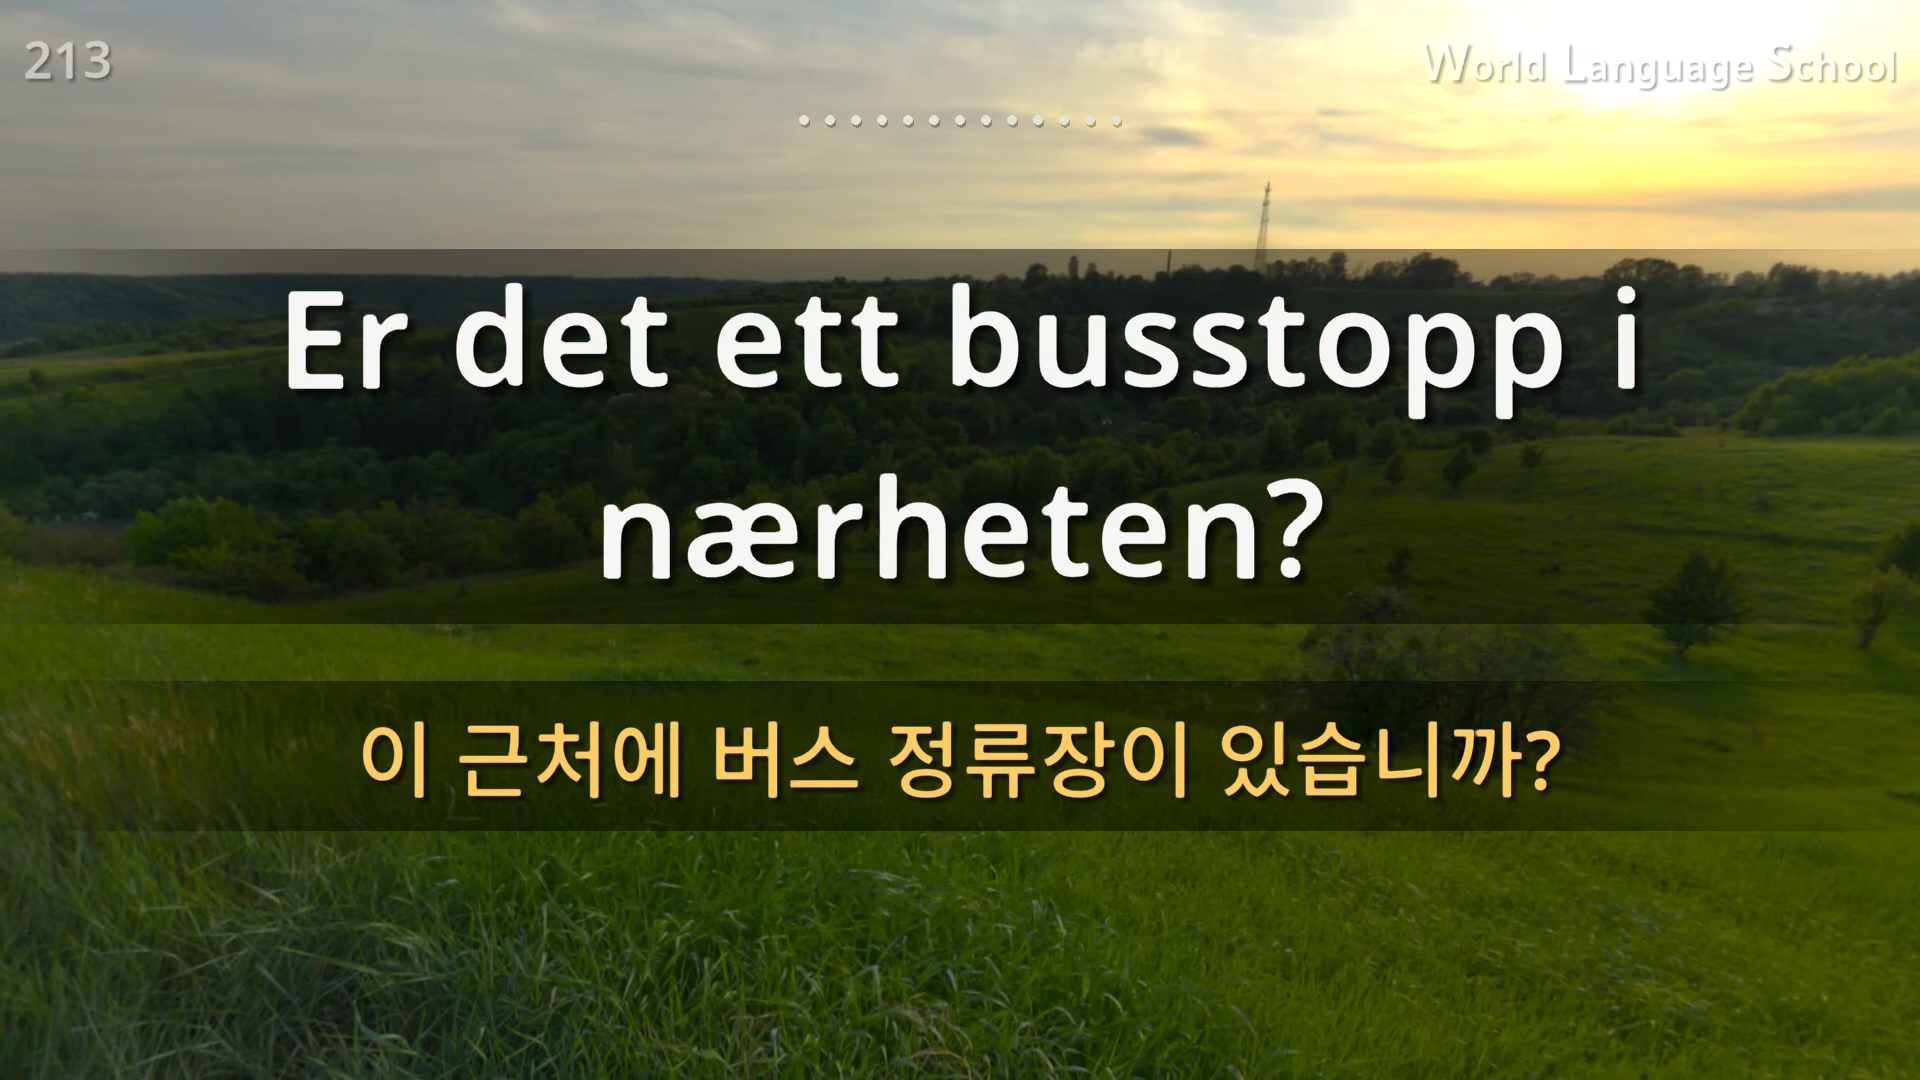 213
World Language School
Er det ett busstopp i
nærheten?
이 근처에 버스 정류장이 있습니까?